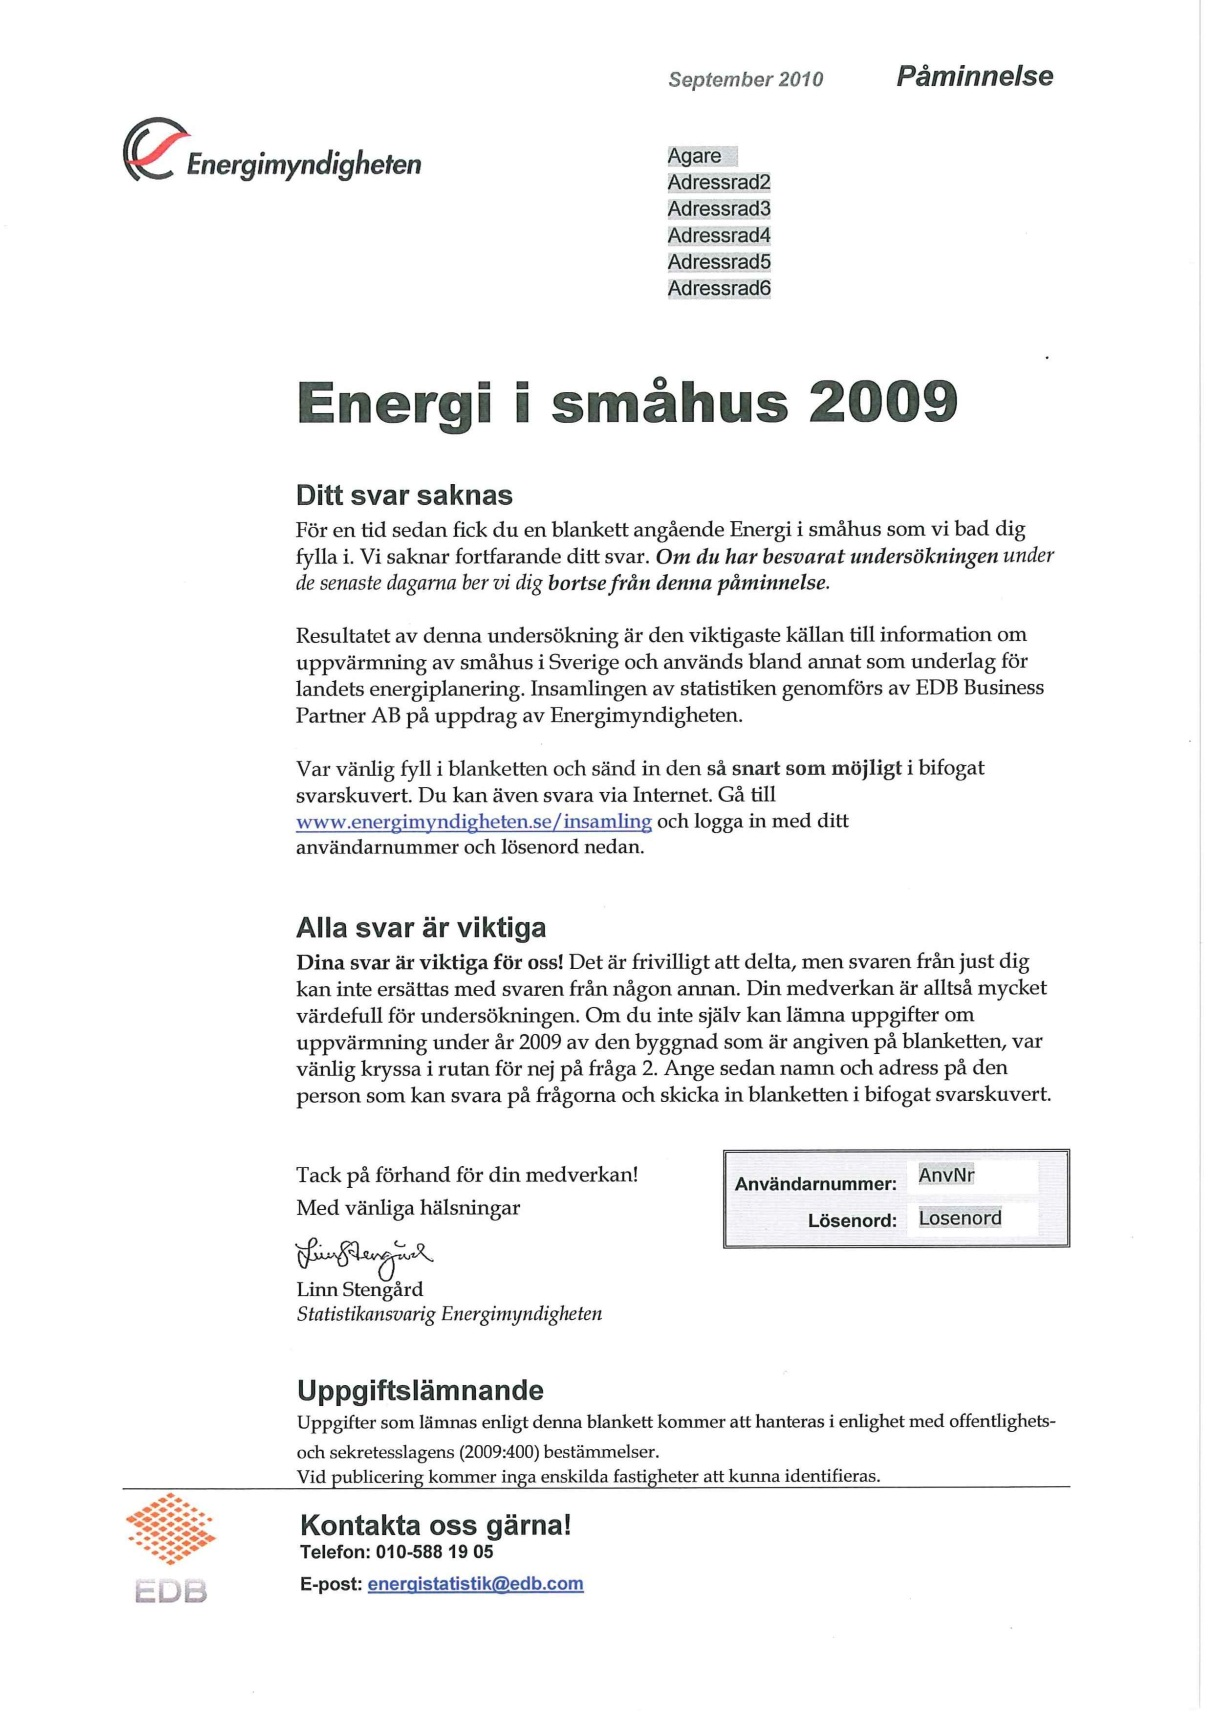 September 2010 Påminnelse
Energimyndigheten
Agare
Adressrad2
Adressrad3
Adressrad4
Adressrad5
Adressrad6
Energi i småhus 2009
Ditt svar saknas
För en tid sedan fick du en blankett angående Energi i småhus som vi bad dig
fylla i. Vi saknar fortfarande ditt svar. Om du har besvarat undersökningen under
de senaste dagarna ber vi dig bortse från denna påminnelse.
Resultatet av denna undersökning är den viktigaste källan till information om
uppvärmning av småhus i Sverige och används bland annat som underlag för
landets energiplanering. Insamlingen av statistiken genomförs av EDB Business
Partner AB på uppdrag av Energimyndigheten.
Var vänlig fyll i blanketten och sänd in den så snart som möjligt i bifogat
svarskuvert. Du kan även svara via Internet. Gå till
www.energimyndigheten.se/insamling och logga in med ditt
användarnummer och lösenord nedan.
Alla svar är viktiga
Dina svar är viktiga för oss! Det är frivilligt att delta, men svaren från just dig
kan inte ersättas med svaren från någon annan. Din medverkan är alltså mycket
värdefull för undersökningen. Om du inte själv kan lämna uppgifter om
uppvärmning under år 2009 av den byggnad som är angiven på blanketten, var
vänlig kryssa i rutan för nej på fråga 2. Ange sedan namn och adress på den
person som kan svara på frågorna och skicka in blanketten i bifogat svarskuvert.
Tack på förhand för din medverkan!
Med vänliga hälsningar
Linn Stengård
Linn Stengård
Statistikansvarig Energimyndigheten
Användarnummer: AnvNr
Lösenord: Losenord
Uppgiftslämnande
Uppgifter som lämnas enligt denna blankett kommer att hanteras i enlighet med offentlighets-
och sekretesslagens (2009:400) bestämmelser.
Vid publicering kommer inga enskilda fastigheter att kunna identifieras.
EDB
Kontakta oss gärna!
Telefon: 010-588 19 05
E-post: energistatistik@edb.com